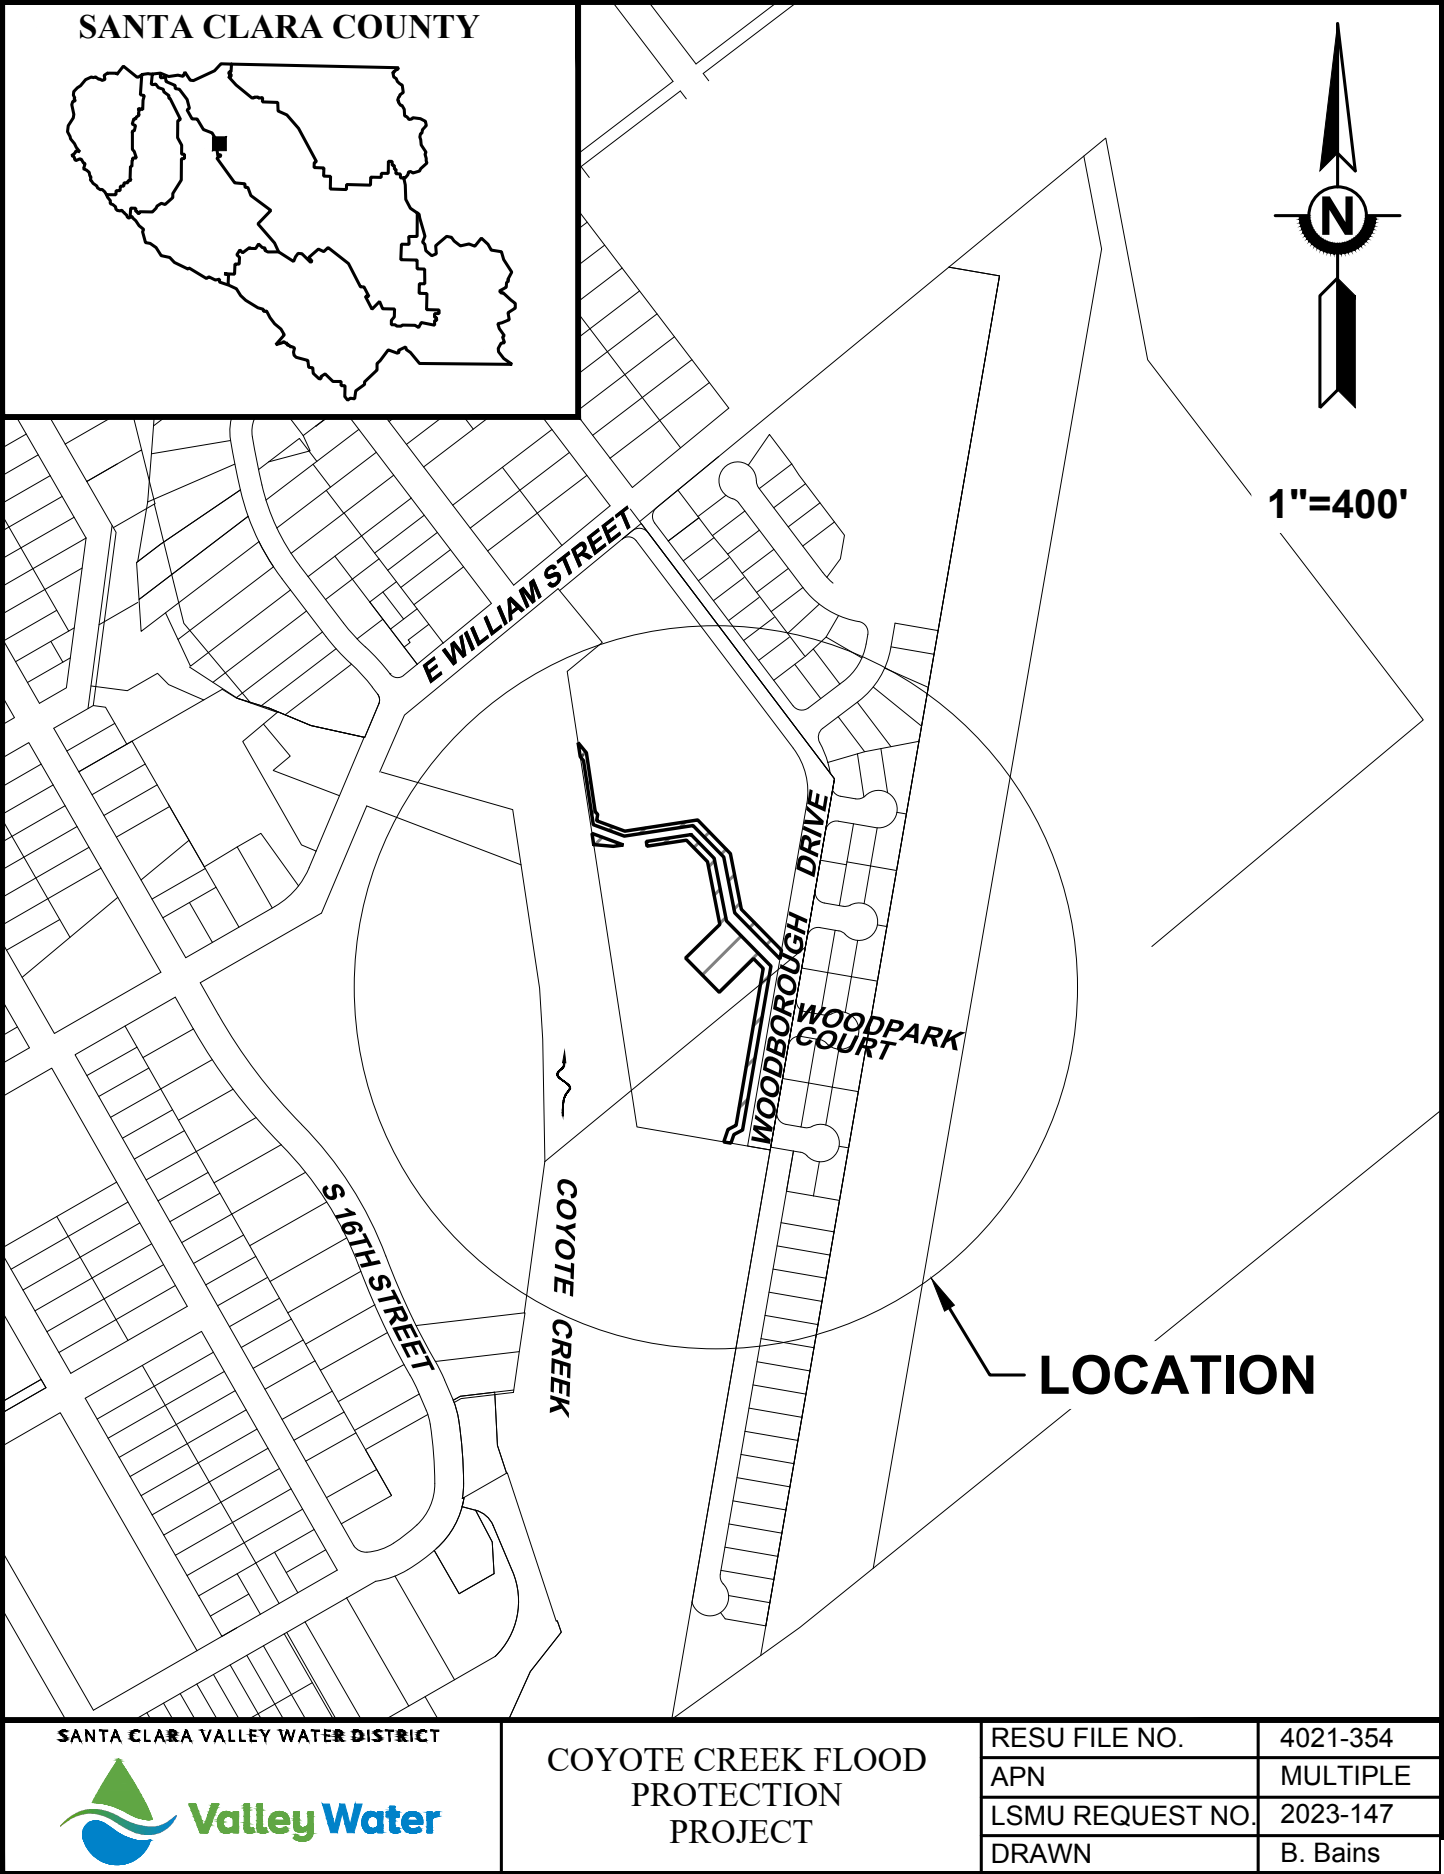 SANTA CLARA COUNTY
N
1"=400'
E WILLIAM STREET
WOODBOROUGH DRIVE
WOODPARK
COURT
COYOTE CREEK
S 16TH STREET
LOCATION
SANTA CLARA VALLEY WATER DISTRICT
Valley Water
COYOTE CREEK FLOOD
PROTECTION
PROJECT
RESU FILE NO. 4021-354
APN MULTIPLE
LSMU REQUEST NO. 2023-147
DRAWN B. Bains